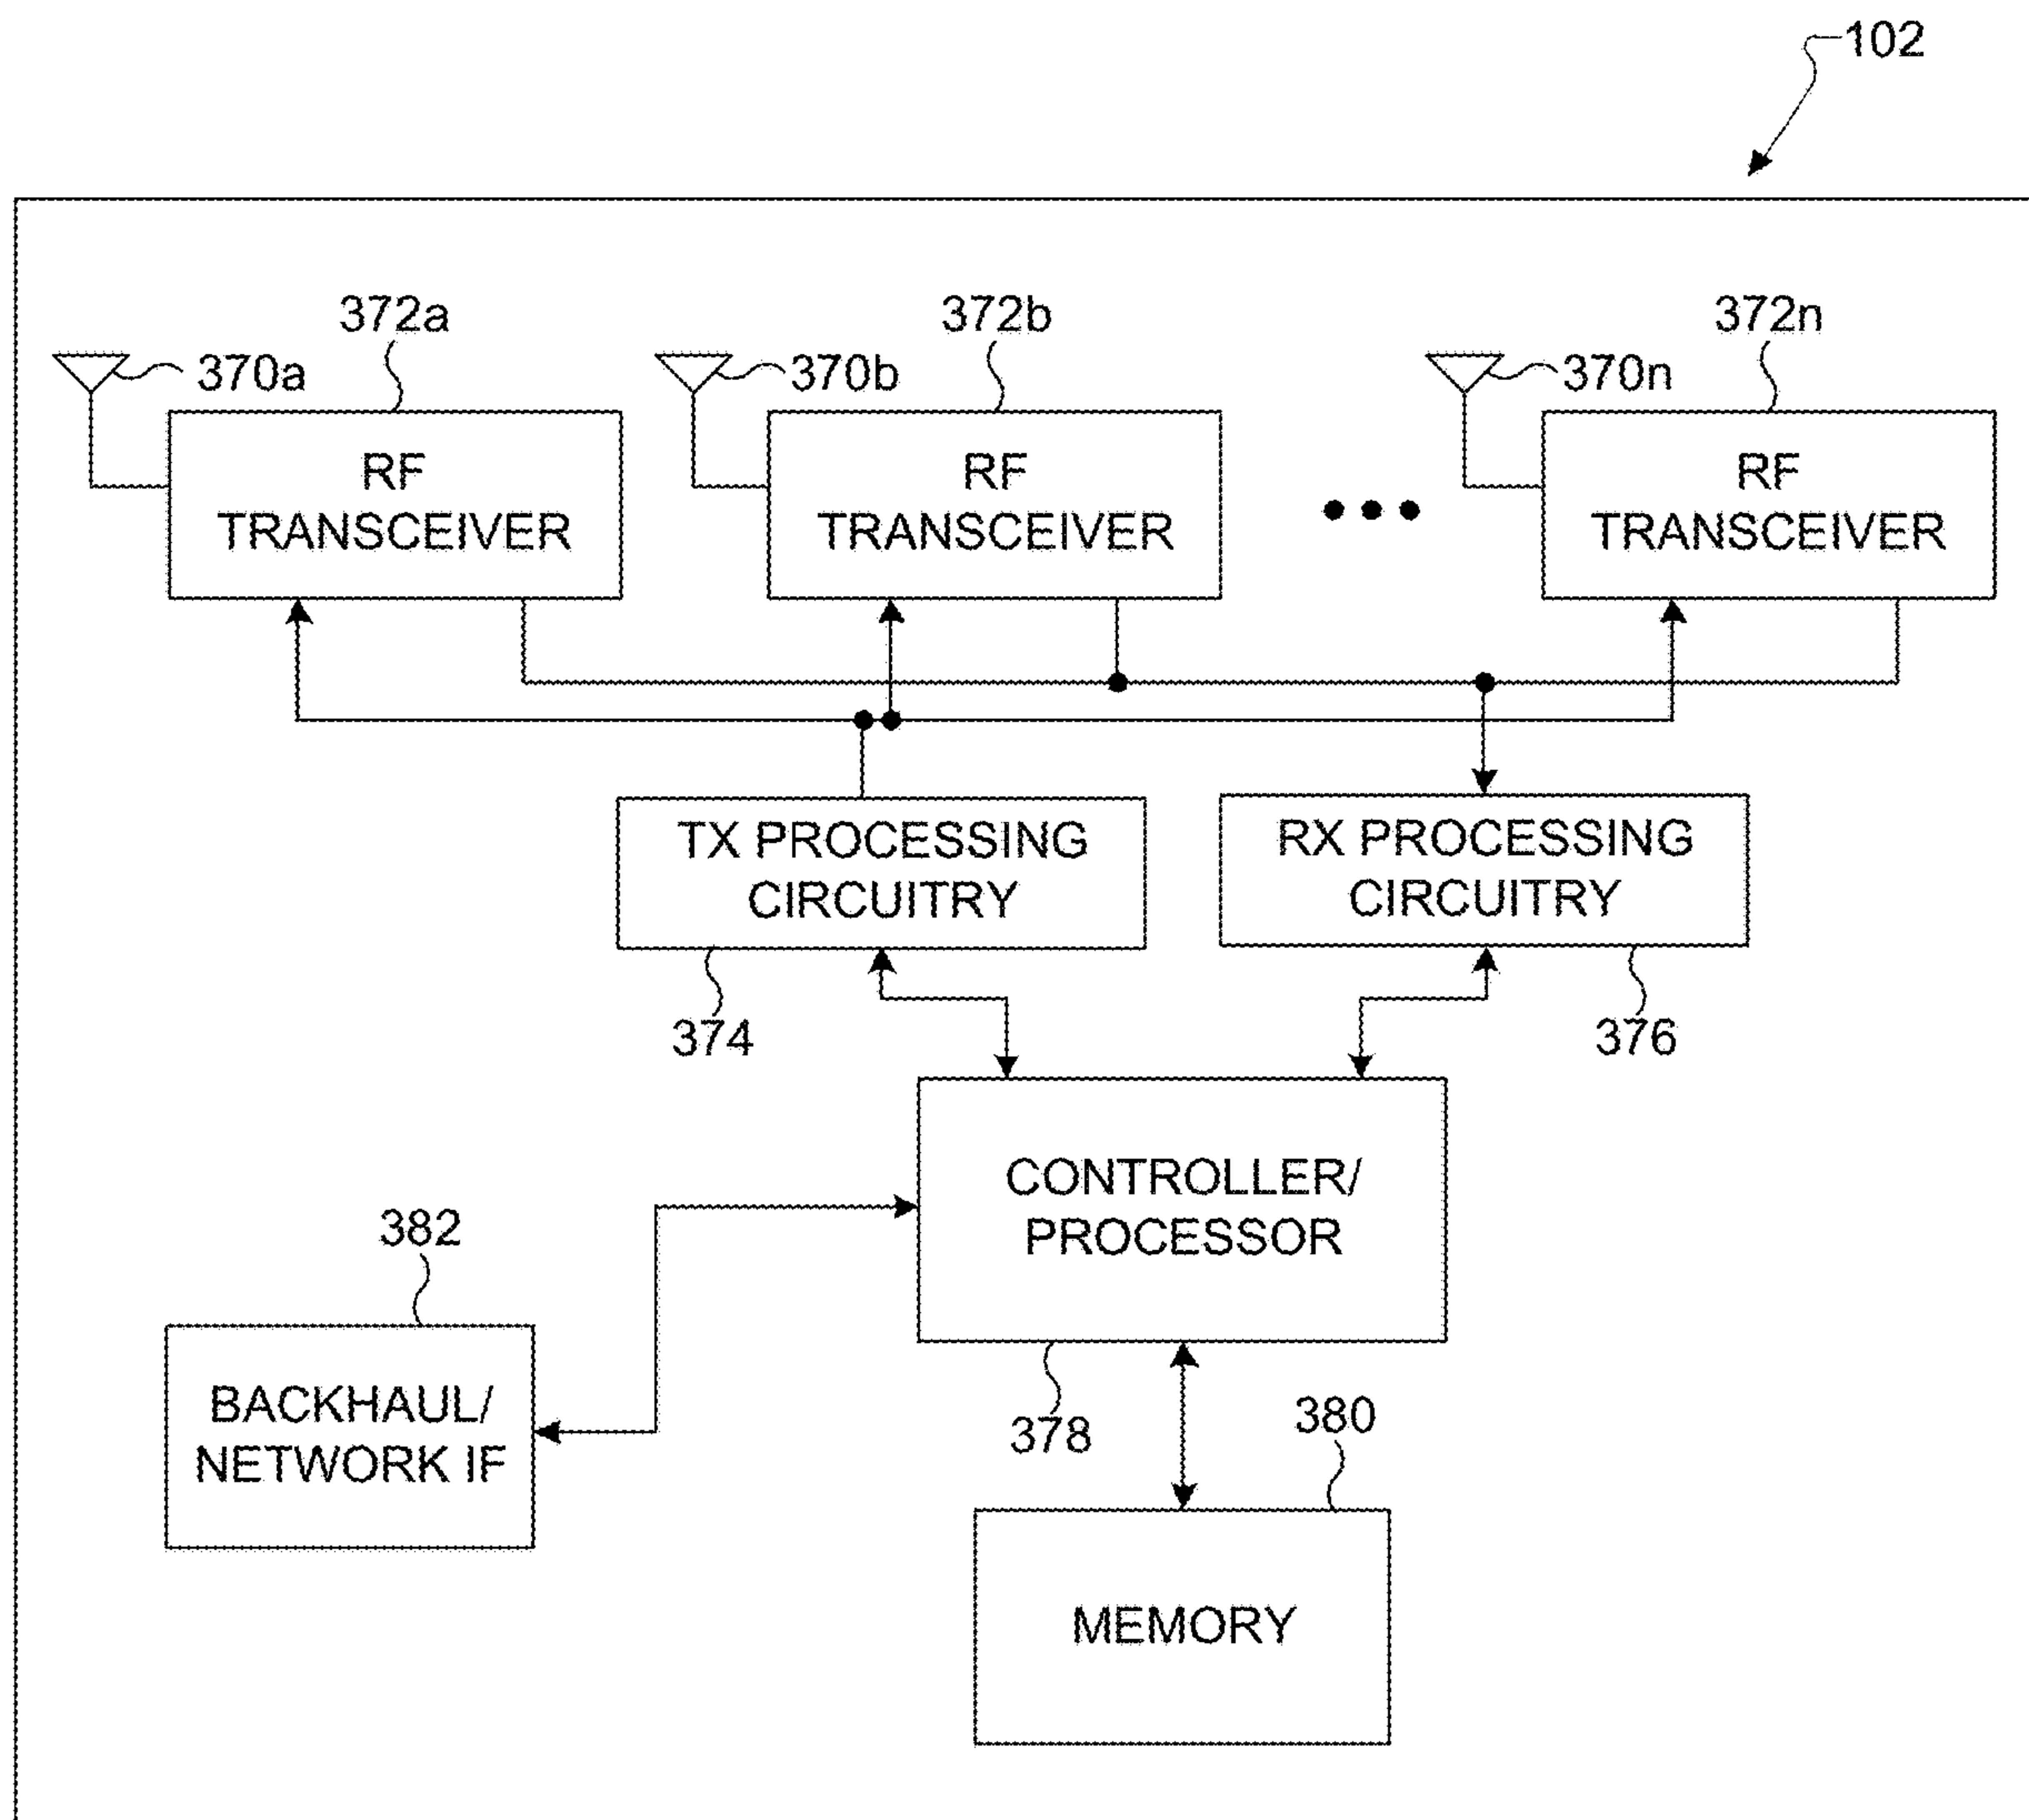 102
372a
372b
372n
370a
370b
370n
RF
TRANSCEIVER
RF
TRANSCEIVER
RF
TRANSCEIVER
TX PROCESSING
CIRCUITRY
RX PROCESSING
CIRCUITRY
374
376
CONTROLLER/
PROCESSOR
382
BACKHAUL/
NETWORK IF
378
380
MEMORY